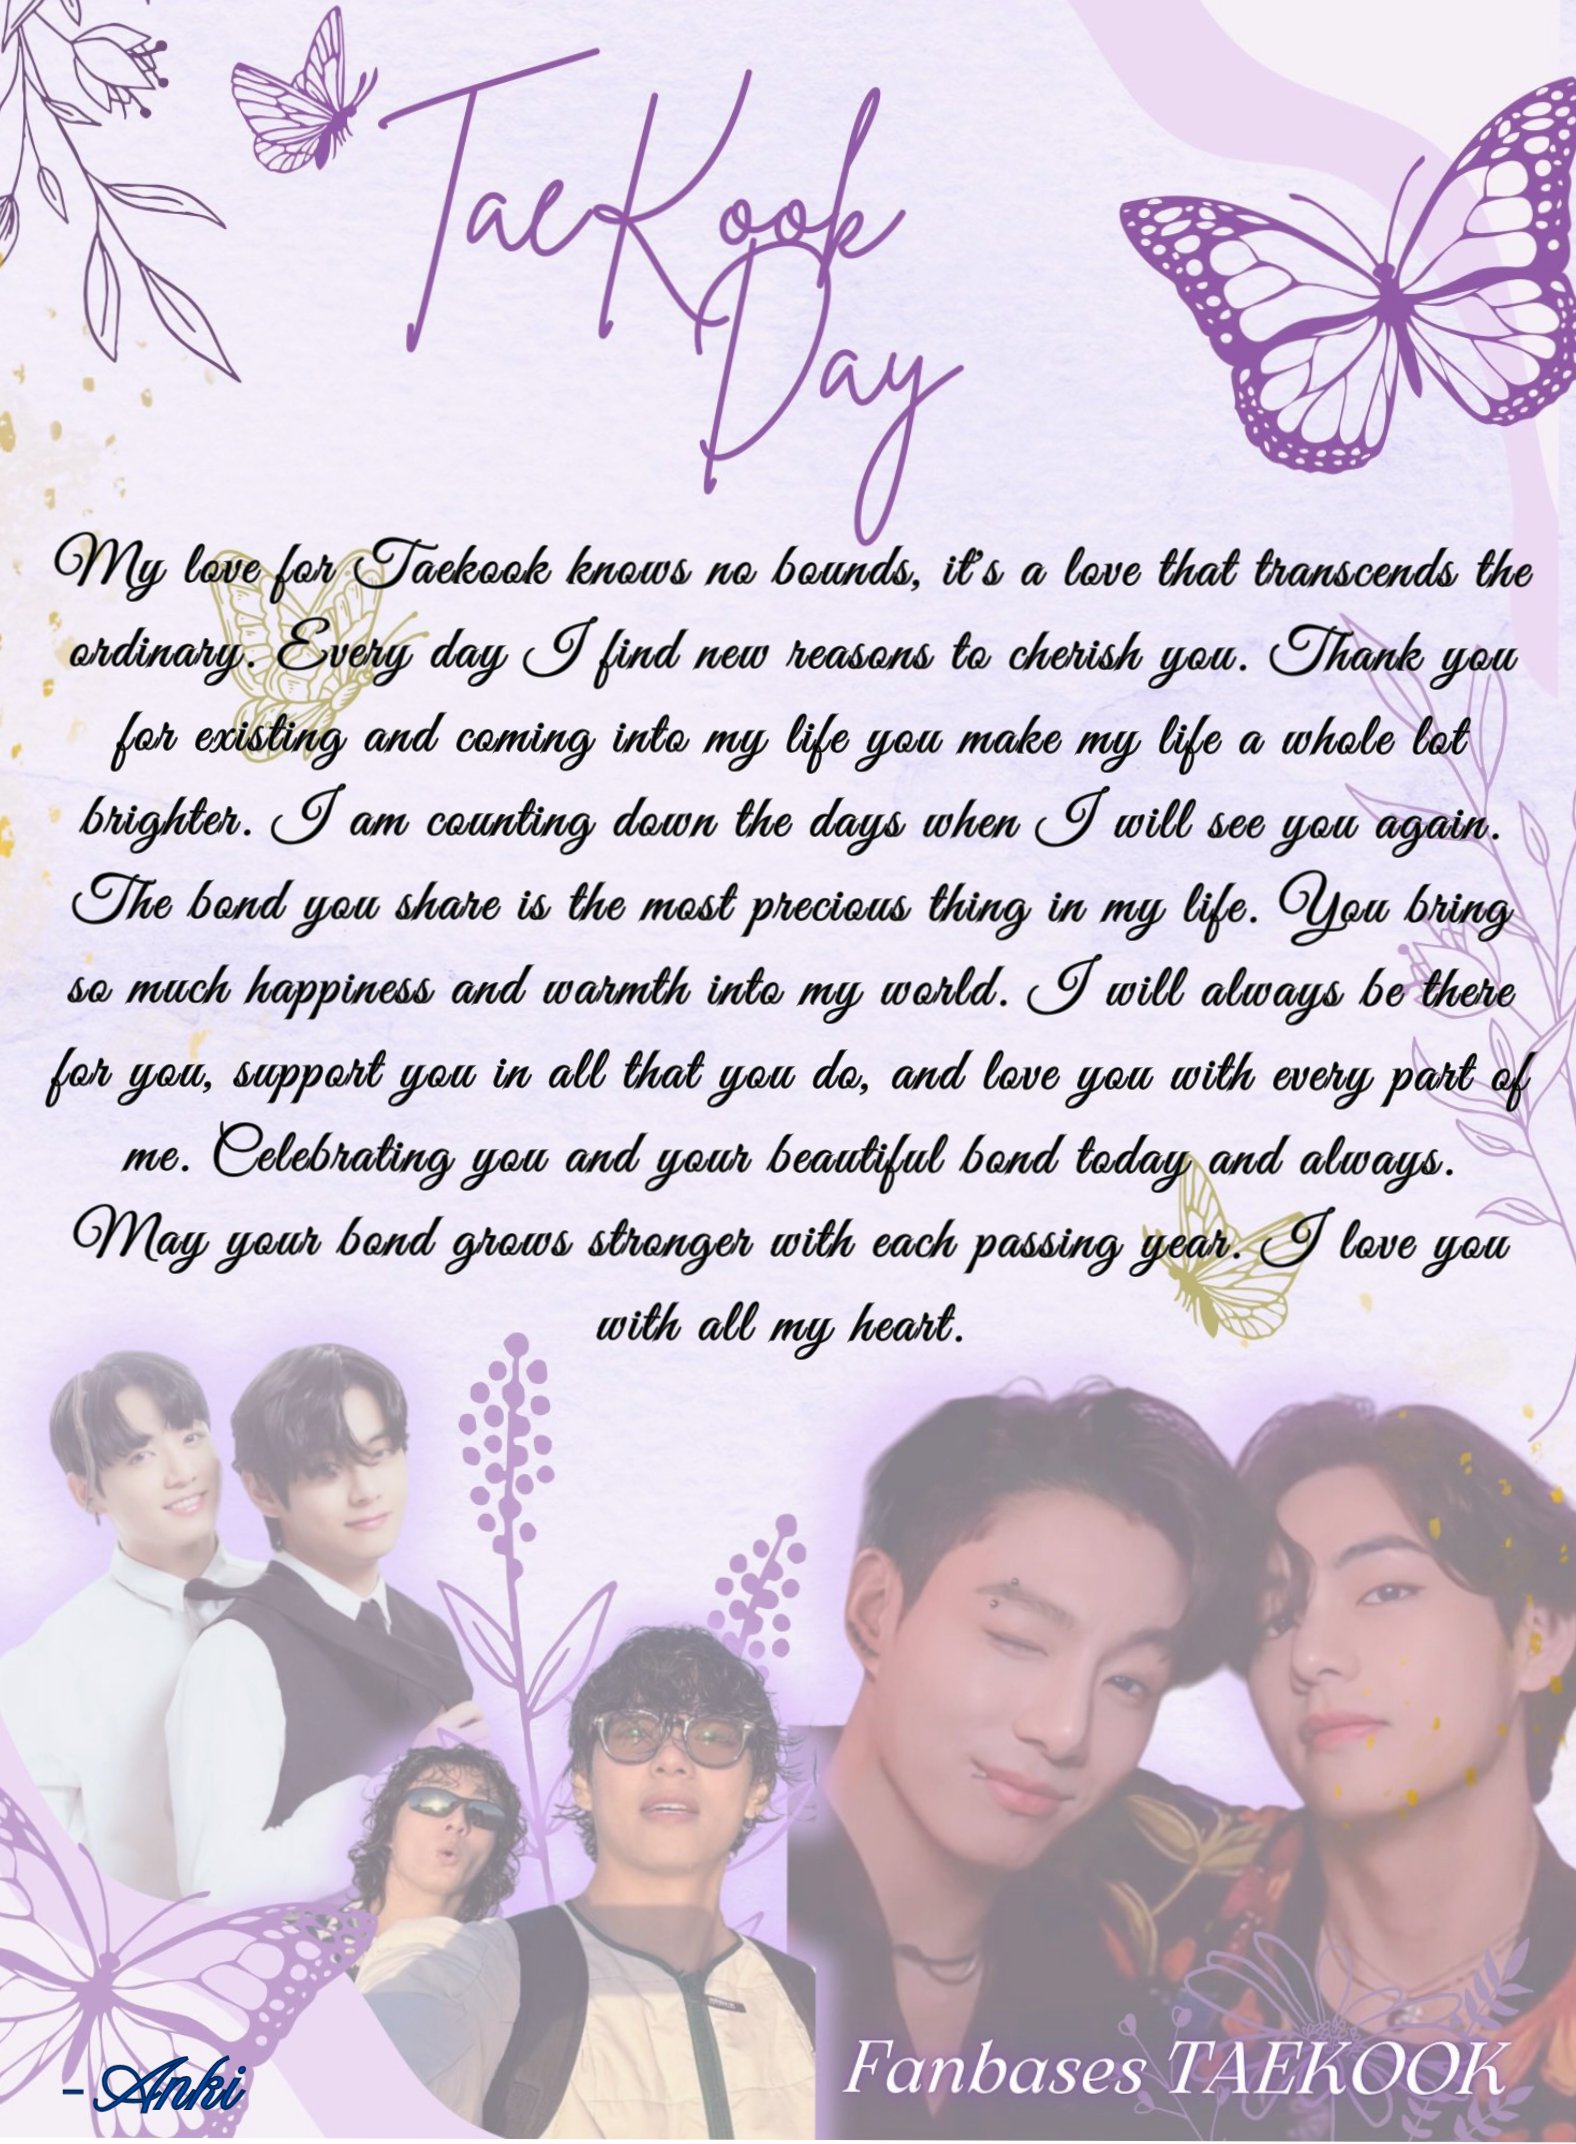 TaeKook
Day
My love for Taekook knows no bounds, it's a love that transcends the
ordinary. Every day I find new reasons to cherish you. Thank you
for existing and coming into my life you make my life a whole lot
brighter. I am counting down the days when I will see you again.
The bond you share is the most precious thing in my life. You bring
so much happiness and warmth into my world. I will always be there
for you, support you in all that you do, and love you with every part of
me. Celebrating you and your beautiful bond today and always.
May your bond grows stronger with each passing year. I love you
with all my heart.
- Anki
Fanbases TAEKOOK